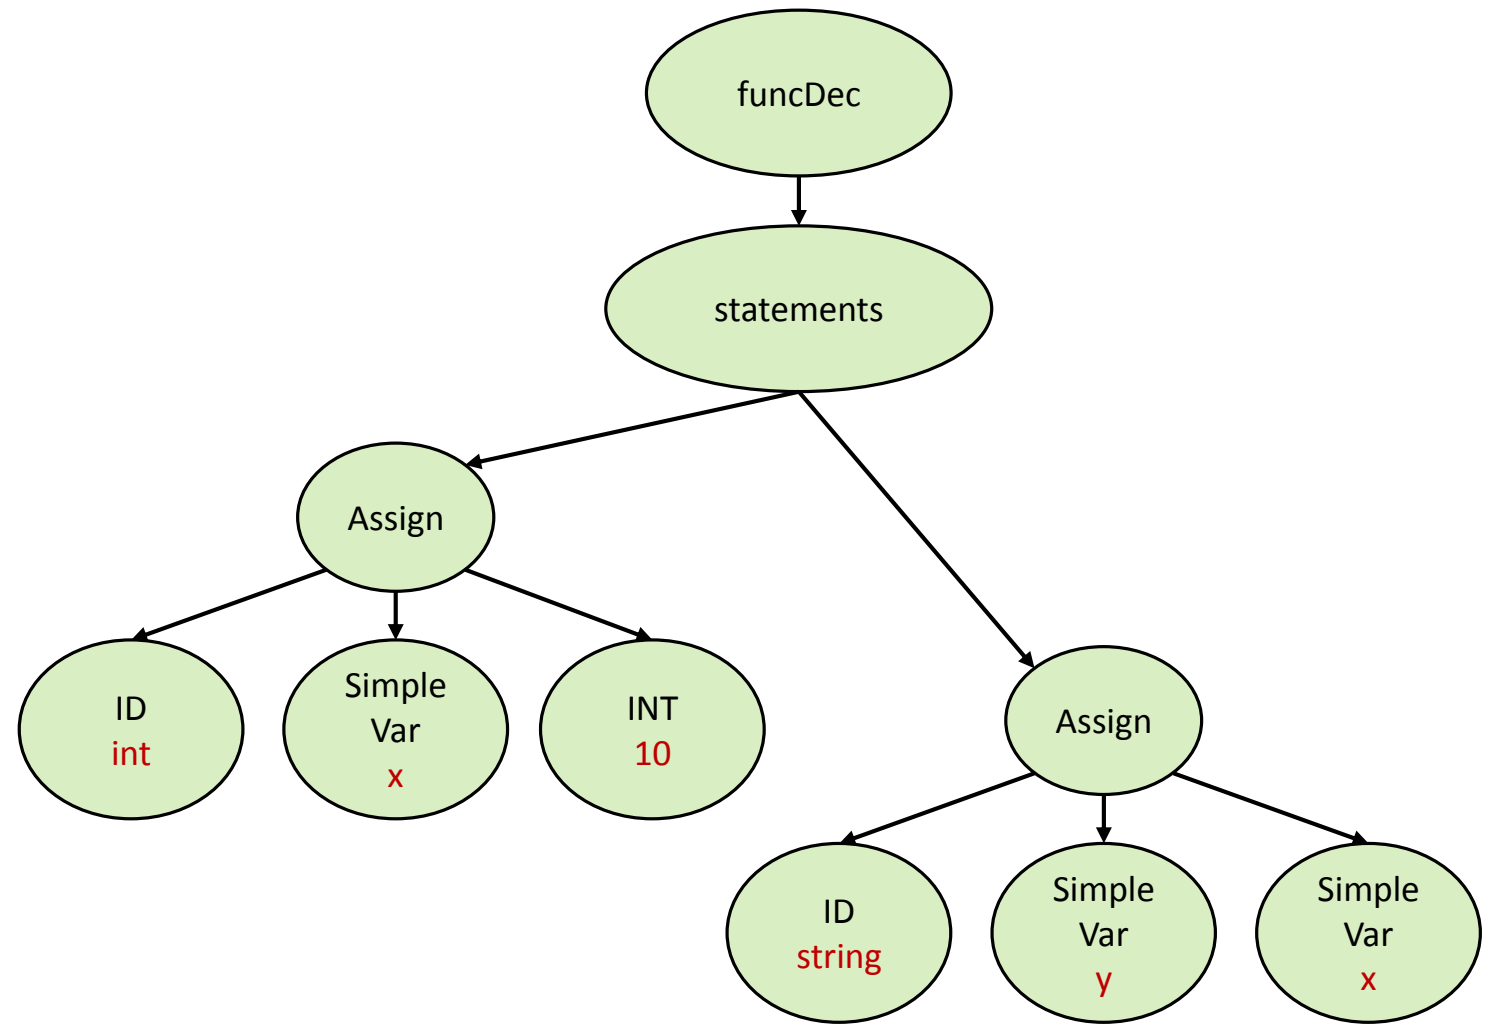 funcDec
statements
Assign
ID
int
Simple
Var
x
INT
10
Assign
ID
string
Simple
Var
y
Simple
Var
x